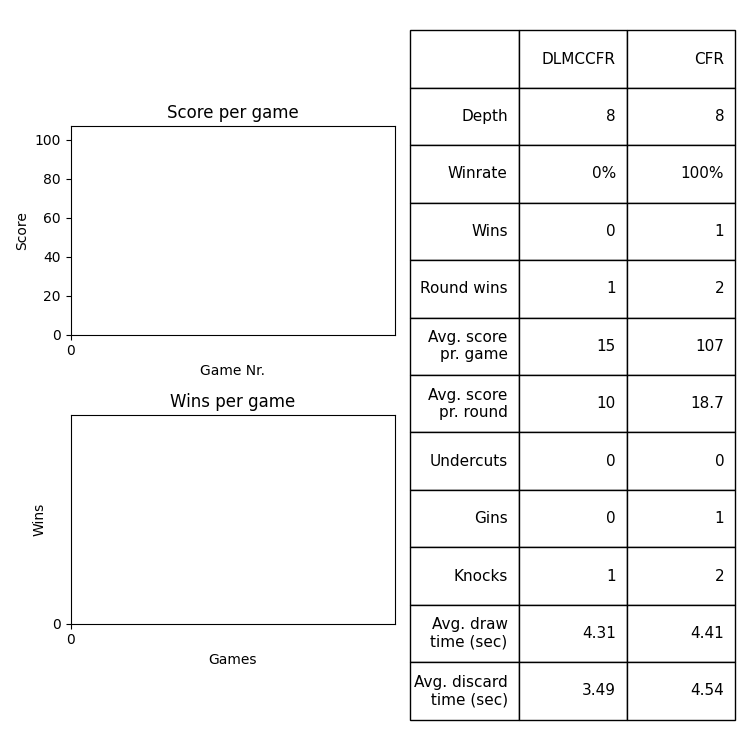 Score per game
100
80
60
40
20
0
Score
0
Game Nr.
Wins per game
Wins
0
0
Games
DLMCCFR CFR
Depth 8 8
Winrate 0% 100%
Wins 0 1
Round wins 1 2
Avg. score
pr. game 15 107
Avg. score
pr. round 10 18.7
Undercuts 0 0
Gins 0 1
Knocks 1 2
Avg. draw
time (sec) 4.31 4.41
Avg. discard
time (sec) 3.49 4.54